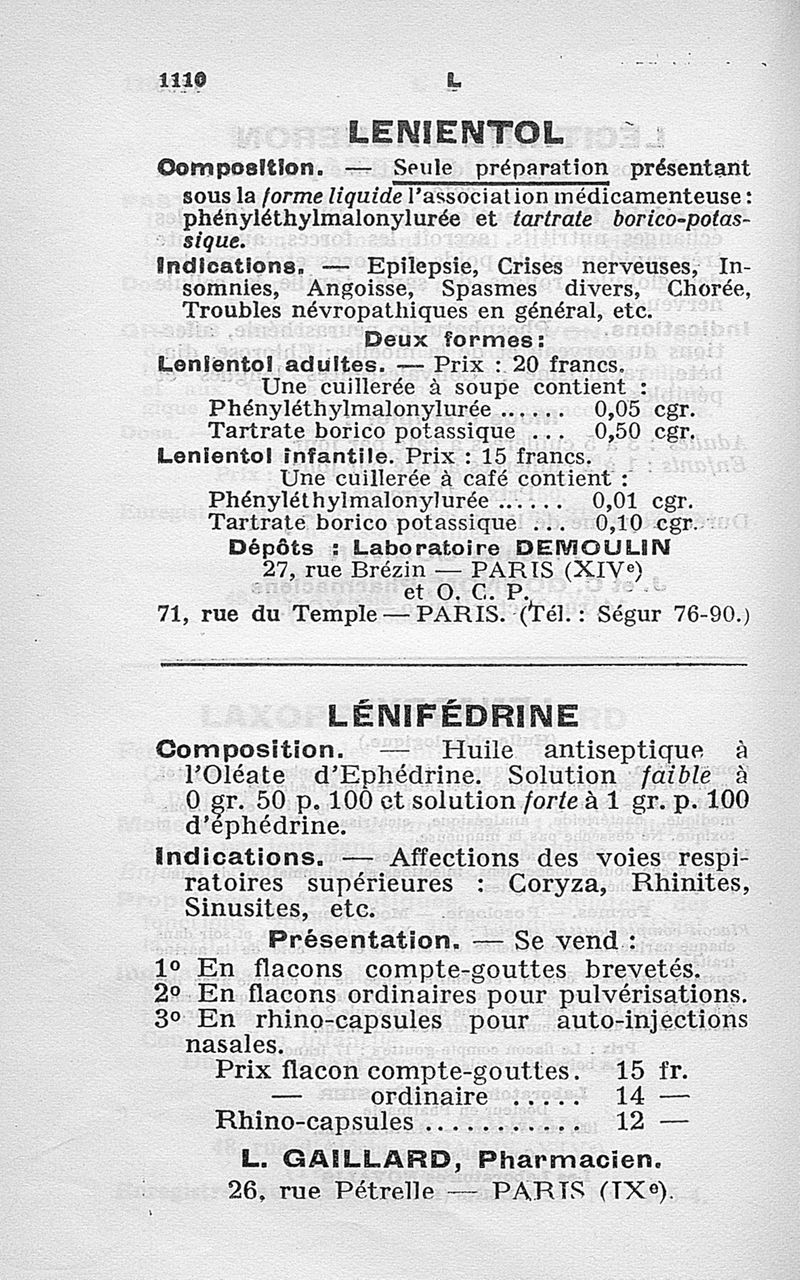 1110 L
LENIENTOL
Composition. — Seule préparation présentant
sous la forme liquide l'association médicamenteuse :
phényléthylmalonylurée et tartrate borico-potas-
sique.
Indications. — Epilepsie, Crises nerveuses, In-
somnies, Angoisse, Spasmes divers, Chorée,
Troubles névropathiques en général, etc.
Deux formes :
Lenientol adultes. — Prix : 20 francs.
Une cuillerée à soupe contient :
Phényléthylmalonylurée ...... 0,05 cgr.
Tartrate borico potassique ... 0,50 cgr.
Lenientol infantile. Prix : 15 francs.
Une cuillerée à café contient :
Phényléthylmalonylurée ...... 0,01 cgr.
Tartrate borico potassique ... 0,10 cgr.
Dépôts : Laboratoire DEMOULIN
27, rue Brézin — PARIS (XIVe)
et O. C. P.
71, rue du Temple — PARIS. (Tél. : Ségur 76-90.)
LÉNIFÉDRINE
Composition. — Huile antiseptique à
l'Oléate d'Ephédrine. Solution faible à
0 gr. 50 p. 100 et solution forte à 1 gr. p. 100
d'éphédrine.
Indications. — Affections des voies respi-
ratoires supérieures : Coryza, Rhinites,
Sinusites, etc.
Présentation. — Se vend :
1o En flacons compte-gouttes brevetés.
2o En flacons ordinaires pour pulvérisations.
3o En rhino-capsules pour auto-injections
nasales.
Prix flacon compte-gouttes. 15 fr.
— ordinaire ..... 14 —
Rhino-capsules ........... 12 —
L. GAILLARD, Pharmacien.
26, rue Pétrelle — PARIS (IXe).